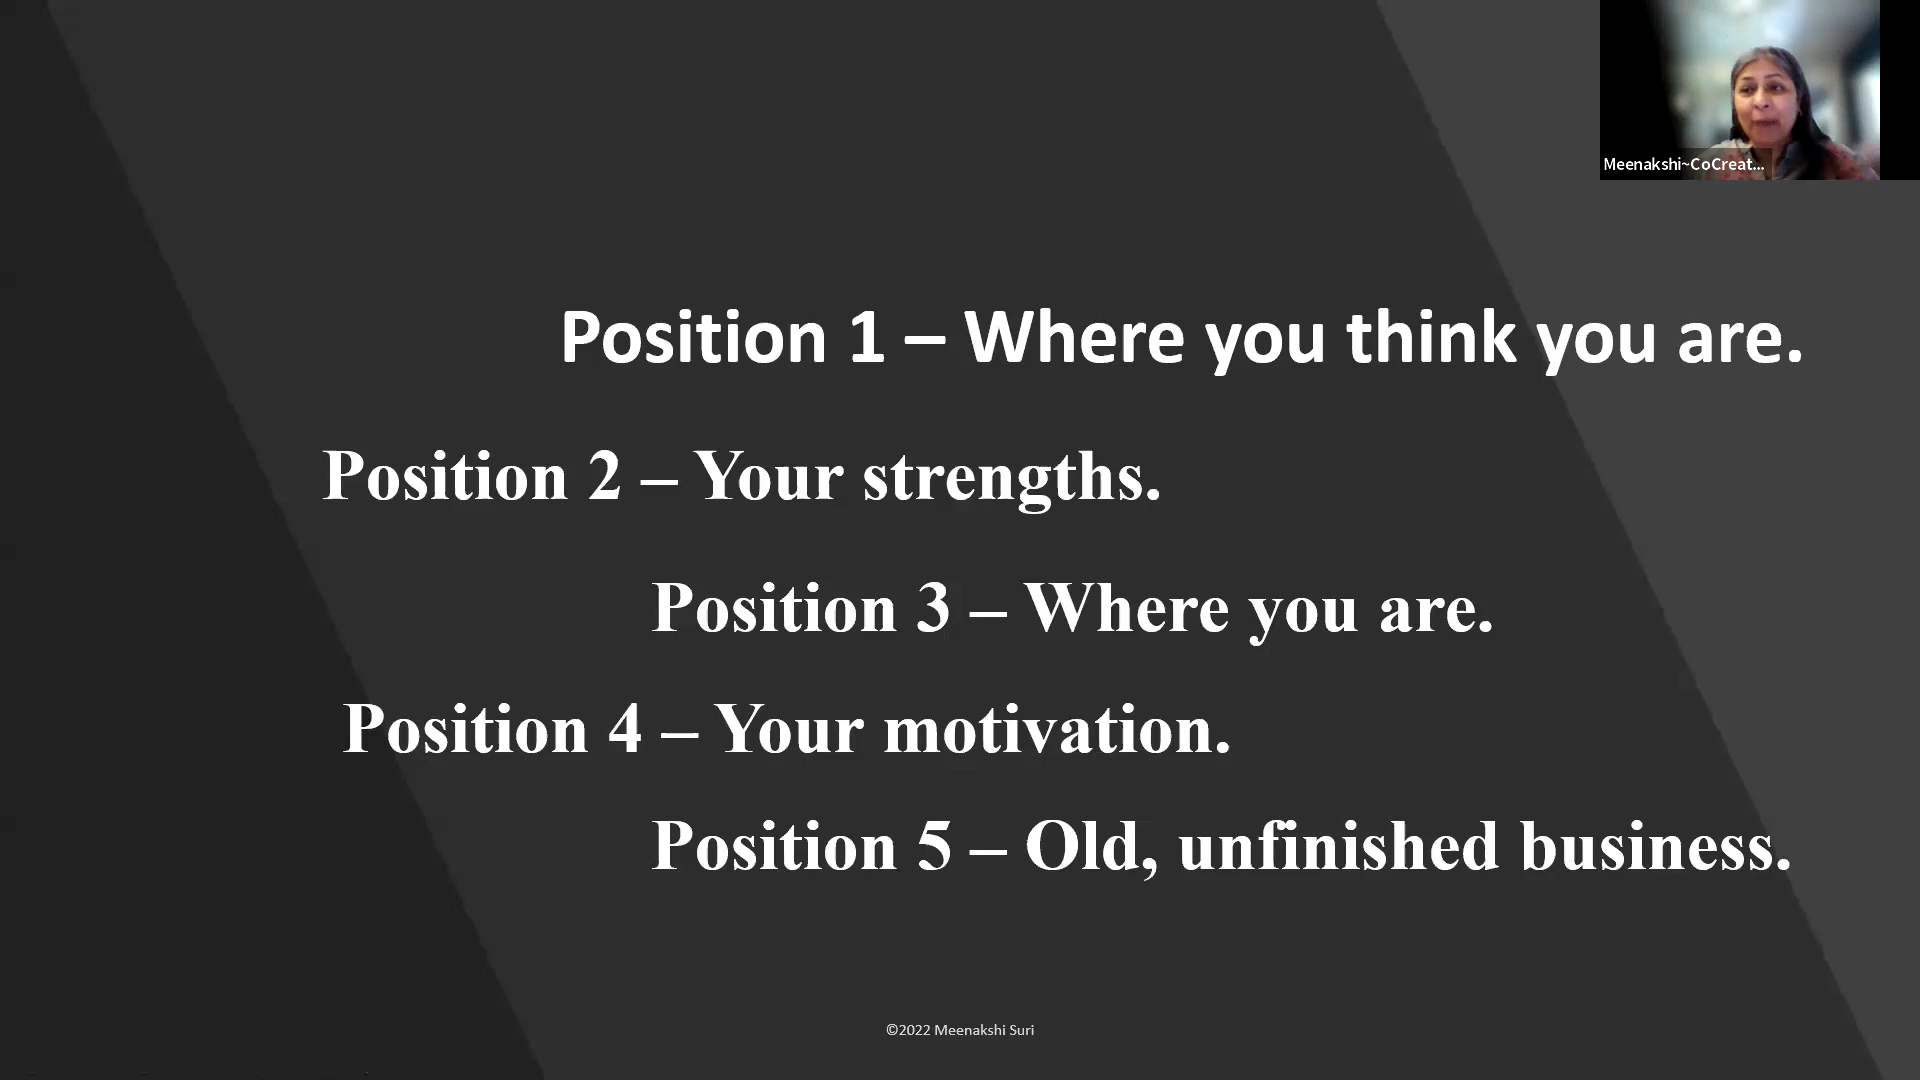 Meenakshi~CoCreat...
Position 1 – Where you think you are.
Position 2 – Your strengths.
Position 3 – Where you are.
Position 4 – Your motivation.
Position 5 – Old, unfinished business.
©2022 Meenakshi Suri